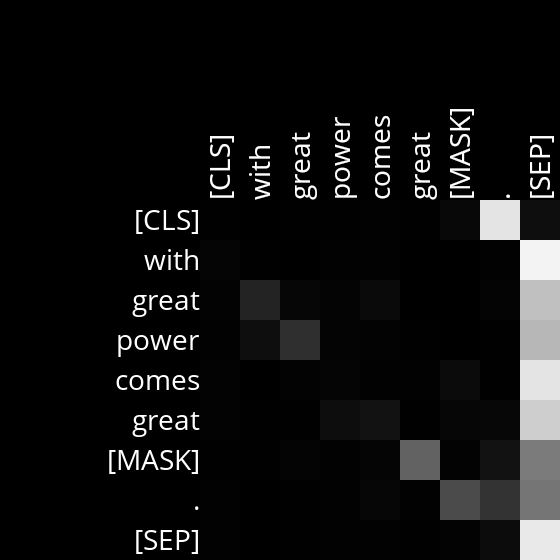 [CLS] with great power comes great [MASK] . [SEP]
[CLS]
with
great
power
comes
great
[MASK]
.
[SEP]